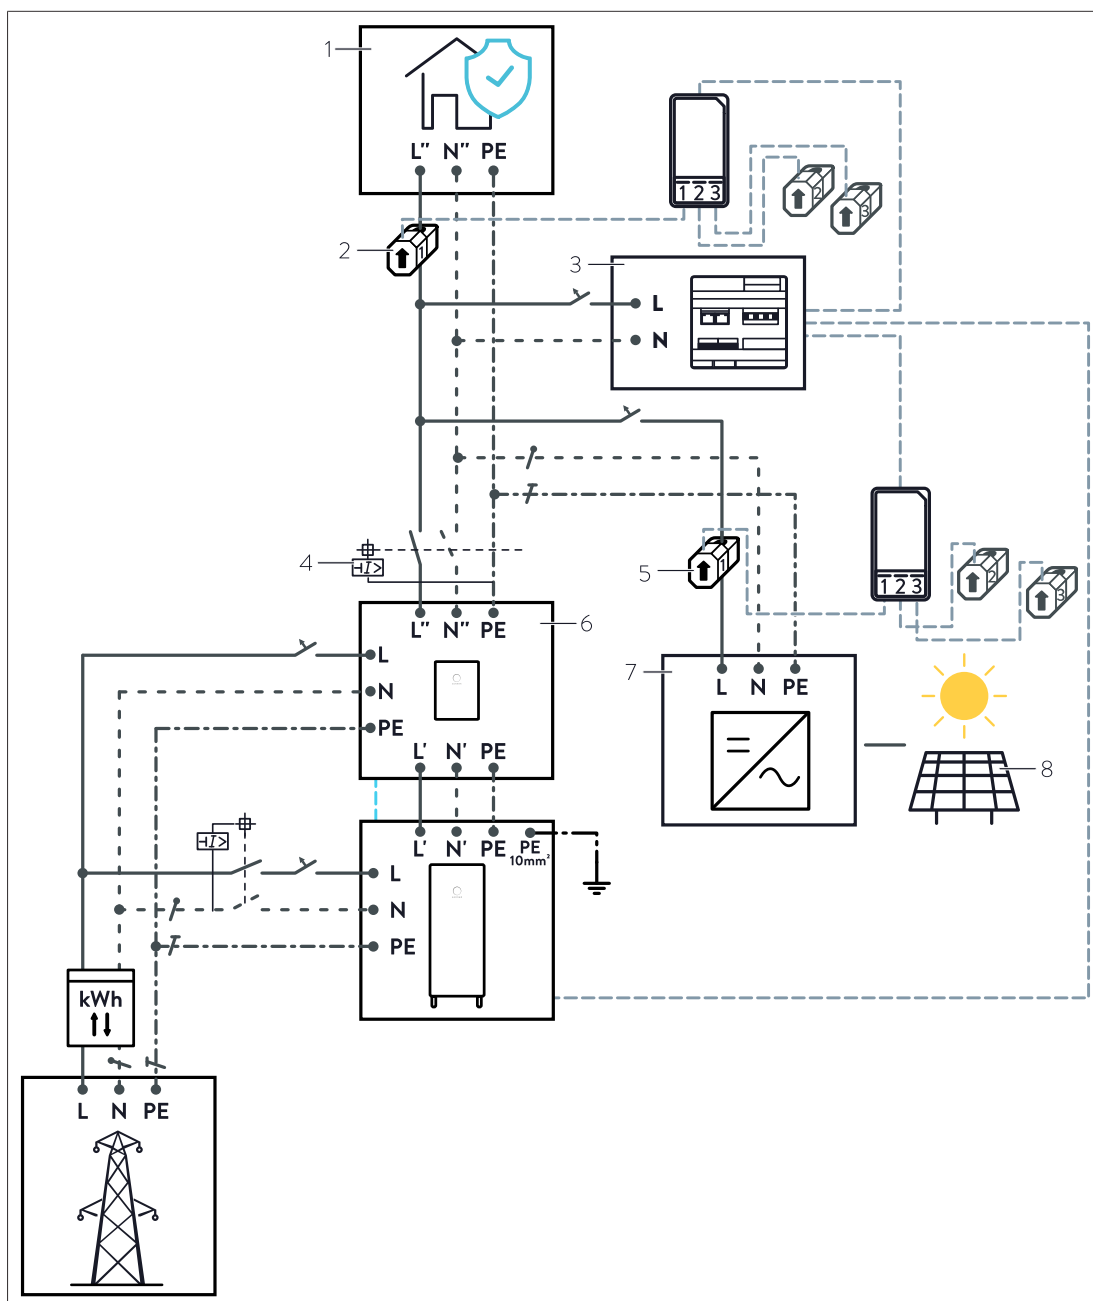 1
L" N" PE
1 2 3
2
3
2
1
3
L
N
4
I>
5
1
1 2 3
2
3
L" N" PE
6
L
N
PE
7
L N PE
L' N' PE
8
I>
L' N' PE PE
10mm²
L
N
PE
kWh
L N PE